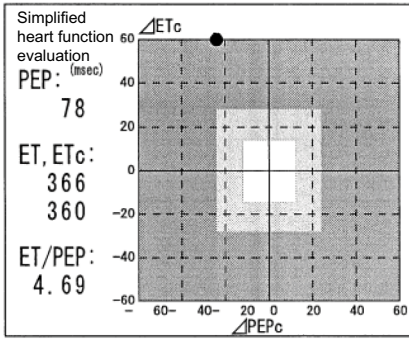 Simplified
heart function
evaluation
PEP: (msec)
78
ET, ETc:
366
360
ET/PEP:
4.69
⊿ETc
60
40
20
0
-20
-40
-60
- 60- 40- 20 0 20 40 60
⊿PEPc